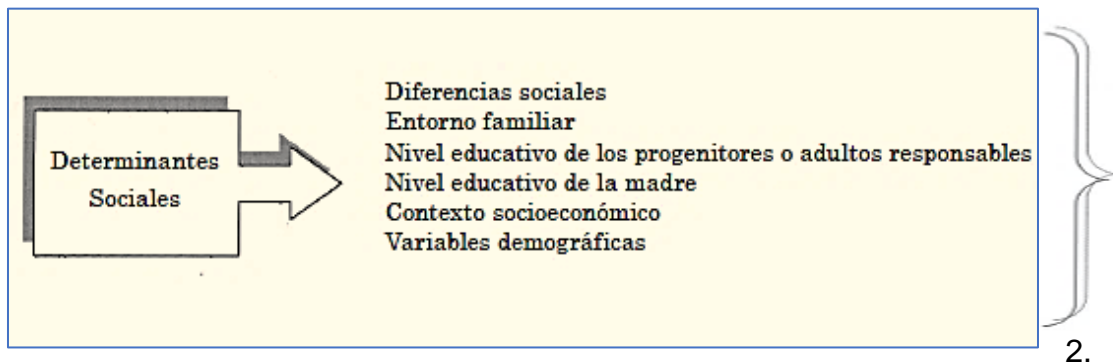 Determinantes
Sociales
Diferencias sociales
Entorno familiar
Nivel educativo de los progenitores o adultos responsables
Nivel educativo de la madre
Contexto socioeconómico
Variables demográficas
2.